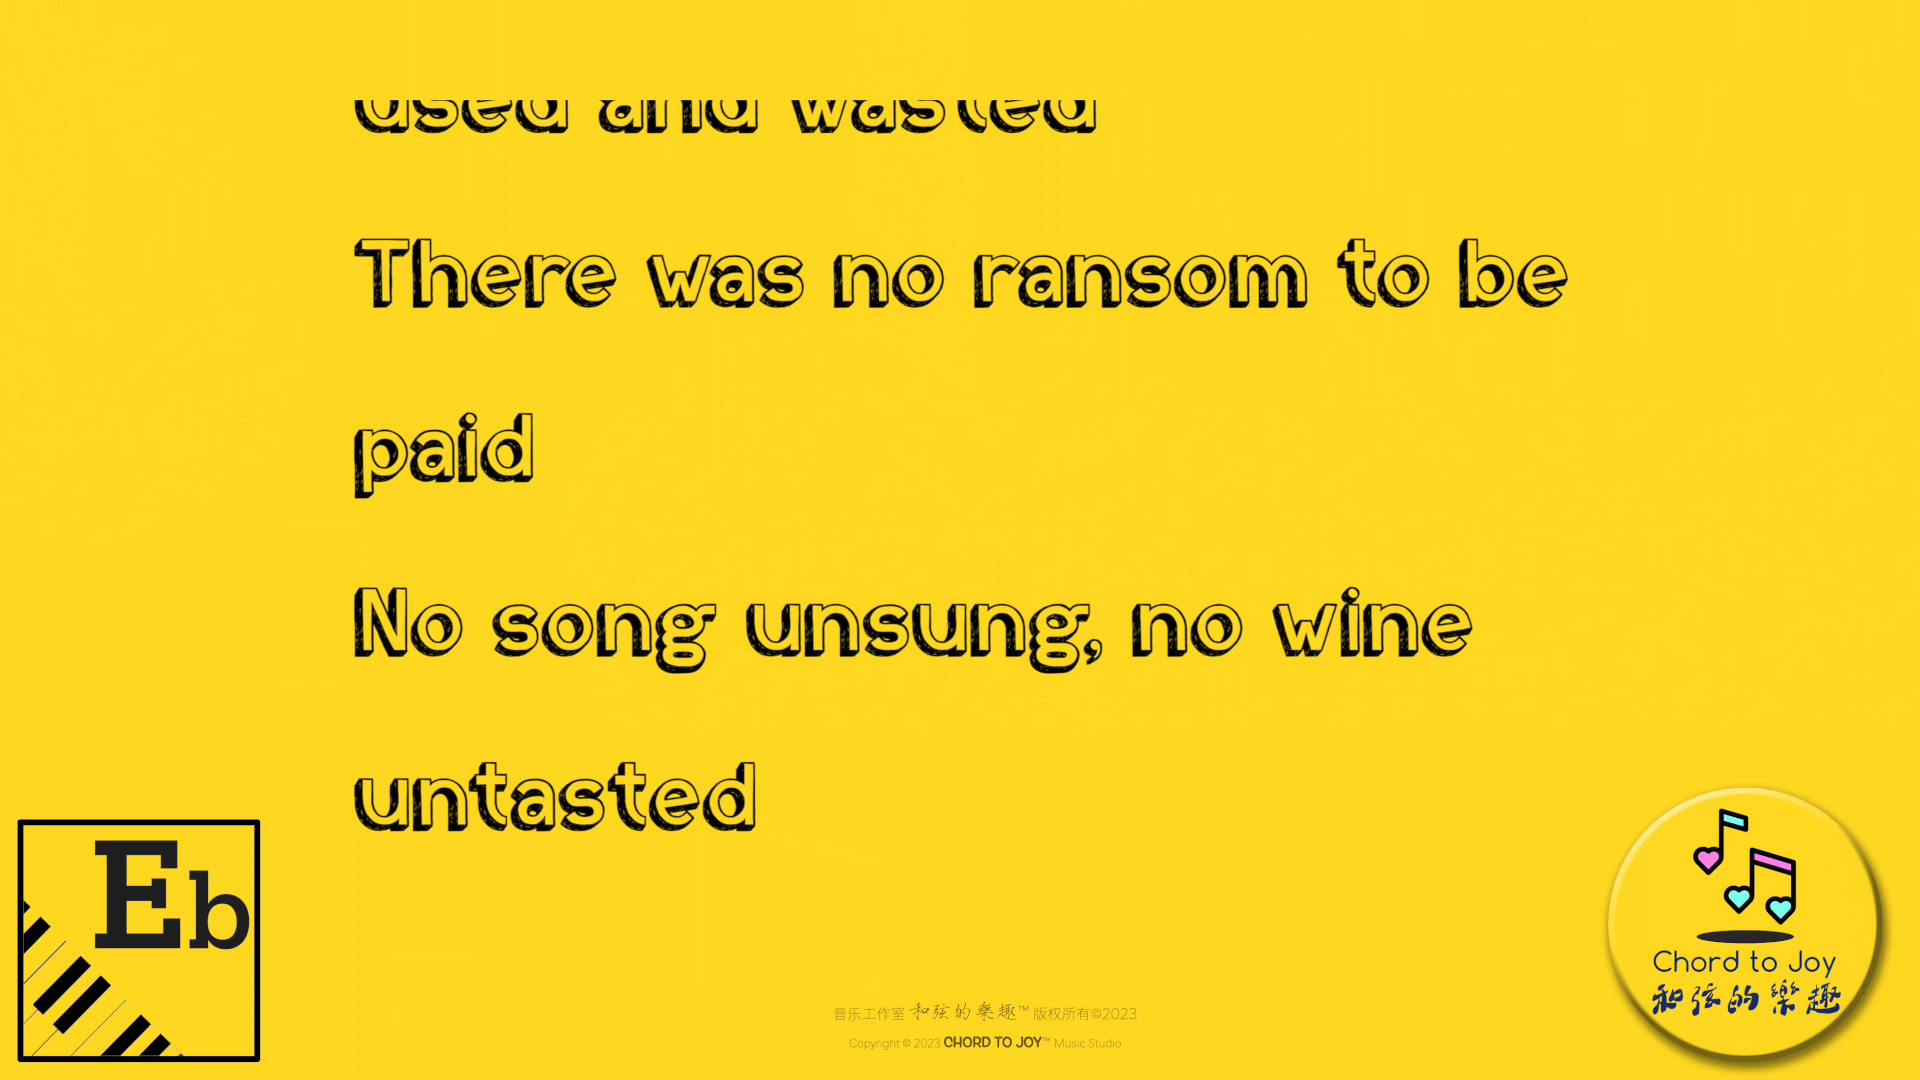 used and wasted
There was no ransom to be
paid
No song unsung, no wine
untasted
Eb
Chord to Joy
和弦的樂趣
音乐工作室 和弦的樂趣™ 版权所有©2023
Copyright © 2023 CHORD TO JOY™ Music Studio